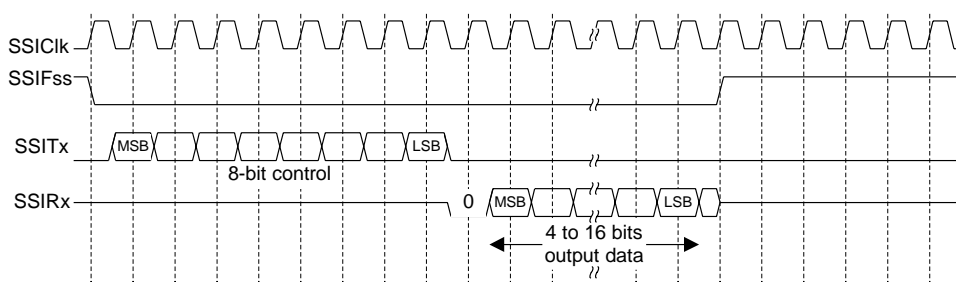 SSIClk
SSIFss
SSITx
MSB
LSB
8-bit control
SSIRx
0
MSB
LSB
4 to 16 bits
output data